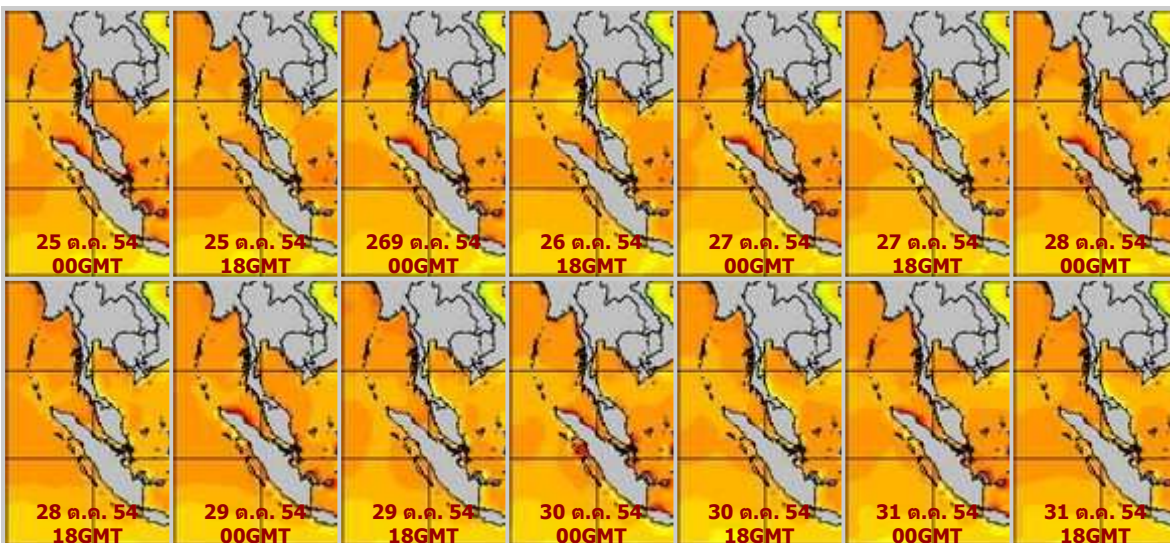 25 ต.ค. 54
00GMT
25 ต.ค. 54
18GMT
269 ต.ค. 54
00GMT
26 ต.ค. 54
18GMT
27 ต.ค. 54
00GMT
27 ต.ค. 54
18GMT
28 ต.ค. 54
00GMT
28 ต.ค. 54
18GMT
29 ต.ค. 54
00GMT
29 ต.ค. 54
18GMT
30 ต.ค. 54
00GMT
30 ต.ค. 54
18GMT
31 ต.ค. 54
00GMT
31 ต.ค. 54
18GMT